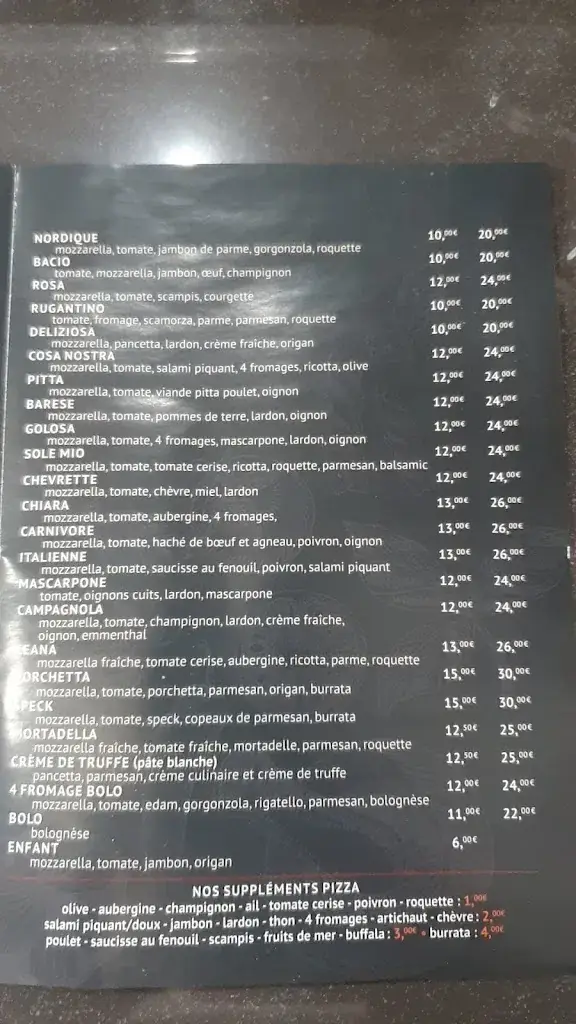 NORDIQUE 10,00€ 20,00€
mozzarella, tomate, jambon de parme, gorgonzola, roquette
BACIO 10,00€ 20,00€
tomate, mozzarella, jambon, œuf, champignon
ROSA 12,00€ 24,00€
mozzarella, tomate, scampis, courgette
RUGANTINO 10,00€ 20,00€
tomate, fromage, scamorza, parme, parmesan, roquette
DELIZIOSA 10,00€ 20,00€
mozzarella, pancetta, lardon, crème fraîche, origan
COSA NOSTRA 12,00€ 24,00€
mozzarella, tomate, salami piquant, 4 fromages, ricotta, olive
PITTA 12,00€ 24,00€
mozzarella, tomate, viande pitta poulet, oignon
BARESE 12,00€ 24,00€
mozzarella, tomate, pommes de terre, lardon, oignon
GOLOSA 12,00€ 24,00€
mozzarella, tomate, 4 fromages, mascarpone, lardon, oignon
SOLE MIO 12,00€ 24,00€
mozzarella, tomate, tomate cerise, ricotta, roquette, parmesan, balsamic
CHEVRETTE 12,00€ 24,00€
mozzarella, tomate, chèvre, miel, lardon
CHIARA 13,00€ 26,00€
mozzarella, tomate, aubergine, 4 fromages,
CARNIVORE 13,00€ 26,00€
mozzarella, tomate, haché de bœuf et agneau, poivron, oignon
ITALIENNE 13,00€ 26,00€
mozzarella, tomate, saucisse au fenouil, poivron, salami piquant
MASCARPONE 12,00€ 24,00€
tomate, oignons cuits, lardon, mascarpone
CAMPAGNOLA 12,00€ 24,00€
mozzarella, tomate, champignon, lardon, crème fraîche,
oignon, emmenthal
EANA 13,00€ 26,00€
mozzarella fraîche, tomate cerise, aubergine, ricotta, parme, roquette
ORCHETTA 15,00€ 30,00€
mozzarella, tomate, porchetta, parmesan, origan, burrata
SPECK 15,00€ 30,00€
mozzarella, tomate, speck, copeaux de parmesan, burrata
MORTADELLA 12,50€ 25,00€
mozzarella fraîche, tomate fraîche, mortadelle, parmesan, roquette
CRÈME DE TRUFFE (pâte blanche) 12,50€ 25,00€
pancetta, parmesan, crème culinaire et crème de truffe
4 FROMAGE BOLO 12,00€ 24,00€
mozzarella, tomate, edam, gorgonzola, rigatello, parmesan, bolognèse
BOLO 11,00€ 22,00€
bolognése
ENFANT 6,00€
mozzarella, tomate, jambon, origan
NOS SUPPLÉMENTS PIZZA
olive - aubergine - champignon - ail - tomate cerise - poivron - roquette : 1,00€
salami piquant/doux - jambon - lardon - thon - 4 fromages - artichaut - chèvre : 2,00€
poulet - saucisse au fenouil - scampis - fruits de mer - buffala : 3,00€ • burrata : 4,00€